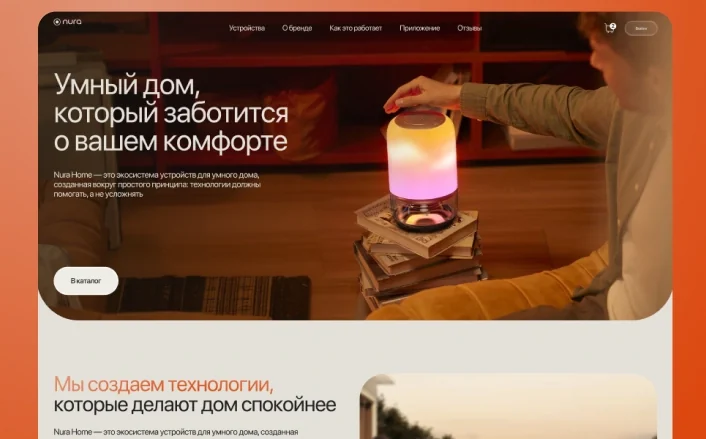 nura
Устройства
О бренде
Как это работает
Приложение
Отзывы
2
Войти
Умный дом,
который заботится
о вашем комфорте
Nura Home — это экосистема устройств для умного дома,
созданная вокруг простого принципа: технологии должны
помогать, а не усложнять
В каталог
Мы создаем технологии,
которые делают дом спокойнее
Nura Home — это экосистема устройств для умного дома, созданная